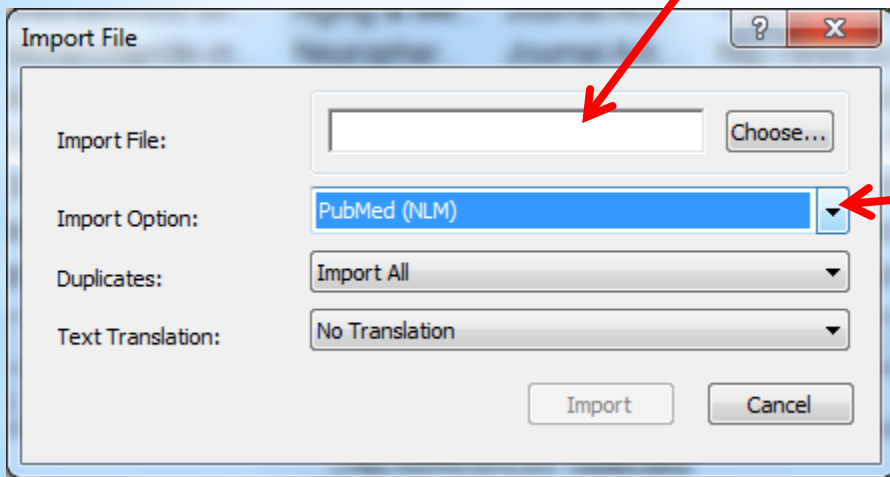 Import File
Import File:
Choose...
Import Option:
PubMed (NLM)
Duplicates:
Import All
Text Translation:
No Translation
Import
Cancel